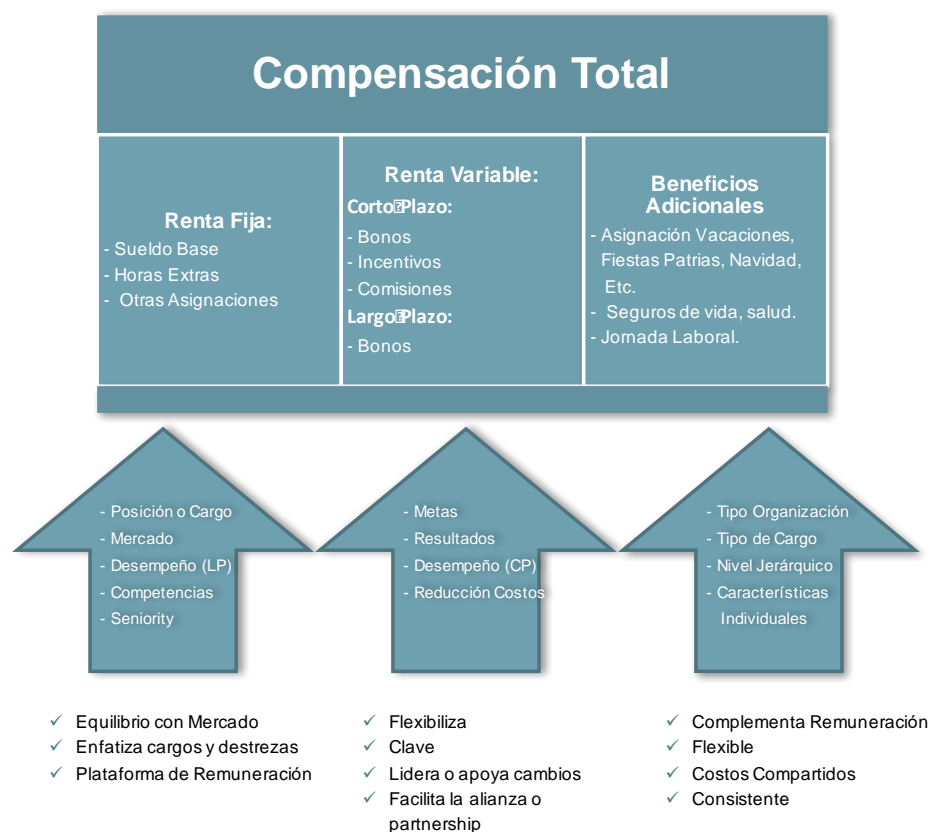 Compensación Total
Renta Fija:
- Sueldo Base
- Horas Extras
- Otras Asignaciones
Renta Variable:
Corto Plazo:
- Bonos
- Incentivos
- Comisiones
Largo Plazo:
- Bonos
Beneficios
Adicionales
- Asignación Vacaciones,
Fiestas Patrias, Navidad,
Etc.
- Seguros de vida, salud.
- Jornada Laboral.
- Posición o Cargo
- Mercado
- Desempeño (LP)
- Competencias
- Seniority
- Metas
- Resultados
- Desempeño (CP)
- Reducción Costos
- Tipo Organización
- Tipo de Cargo
- Nivel Jerárquico
- Características
Individuales
✓ Equilibrio con Mercado
✓ Enfatiza cargos y destrezas
✓ Plataforma de Remuneración
✓ Flexibiliza
✓ Clave
✓ Lidera o apoya cambios
✓ Facilita la alianza o
partnership
✓ Complementa Remuneración
✓ Flexible
✓ Costos Compartidos
✓ Consistente